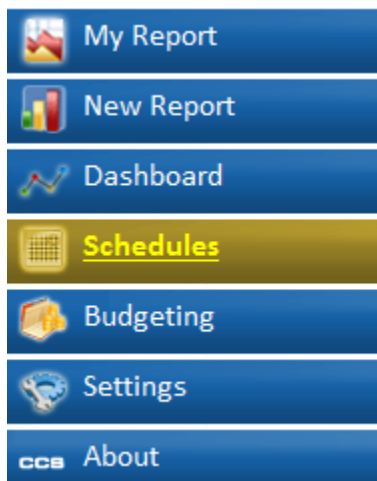 My Report
New Report
Dashboard
Schedules
Budgeting
Settings
CCS About